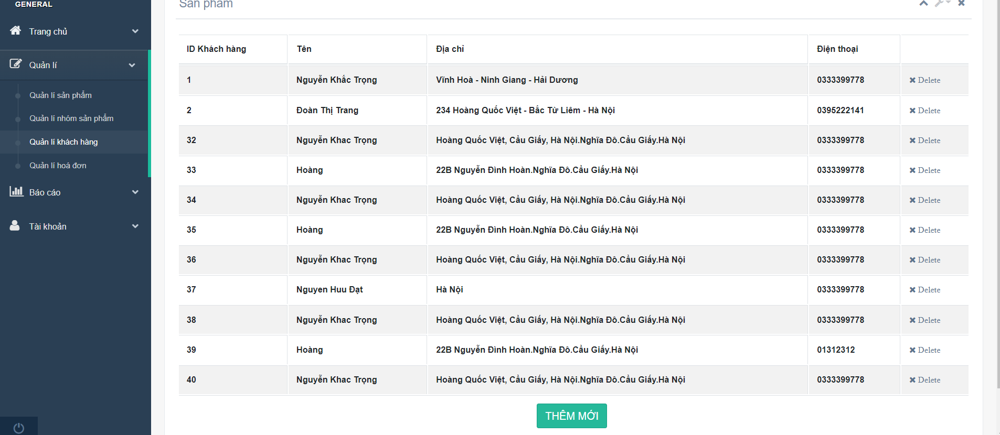 GENERAL
Trang chủ
Quản lí
Quản lí sản phẩm
Quản lí nhóm sản phẩm
Quản lí khách hàng
Quản lí hoá đơn
Báo cáo
Tài khoản
Sản phẩm
ID Khách hàng Tên Địa chỉ Điện thoại
1 Nguyễn Khắc Trọng Vĩnh Hoà - Ninh Giang - Hải Dương 0333399778 Delete
2 Đoàn Thị Trang 234 Hoàng Quốc Việt - Bắc Từ Liêm - Hà Nội 0395222141 Delete
32 Nguyễn Khac Trọng Hoàng Quốc Việt, Cầu Giấy, Hà Nội.Nghĩa Đô.Cầu Giấy.Hà Nội 0333399778 Delete
33 Hoàng 22B Nguyễn Đình Hoàn.Nghĩa Đô.Cầu Giấy.Hà Nội 0333399778 Delete
34 Nguyễn Khac Trọng Hoàng Quốc Việt, Cầu Giấy, Hà Nội.Nghĩa Đô.Cầu Giấy.Hà Nội 0333399778 Delete
35 Hoàng 22B Nguyễn Đình Hoàn.Nghĩa Đô.Cầu Giấy.Hà Nội 0333399778 Delete
36 Nguyễn Khac Trọng Hoàng Quốc Việt, Cầu Giấy, Hà Nội.Nghĩa Đô.Cầu Giấy.Hà Nội 0333399778 Delete
37 Nguyen Huu Đạt Hà Nội 0333399778 Delete
38 Nguyễn Khac Trọng Hoàng Quốc Việt, Cầu Giấy, Hà Nội.Nghĩa Đô.Cầu Giấy.Hà Nội 0333399778 Delete
39 Hoàng 22B Nguyễn Đình Hoàn.Nghĩa Đô.Cầu Giấy.Hà Nội 01312312 Delete
40 Nguyễn Khac Trọng Hoàng Quốc Việt, Cầu Giấy, Hà Nội.Nghĩa Đô.Cầu Giấy.Hà Nội 0333399778 Delete
THÊM MỚI